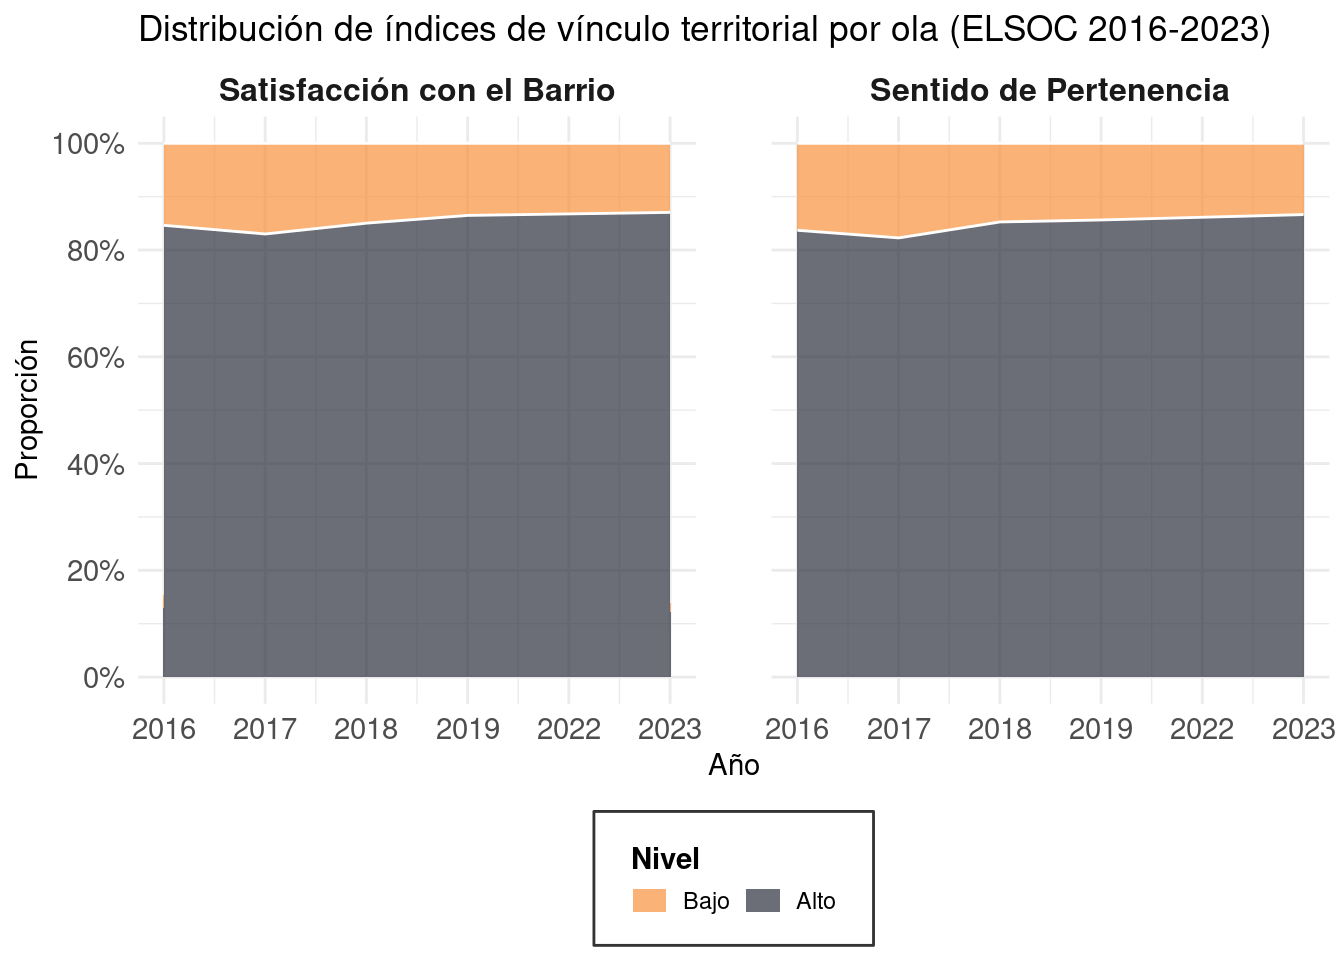 Distribución de índices de vínculo territorial por ola (ELSOC 2016-2023)
Satisfacción con el Barrio
Sentido de Pertenencia
100%
80%
60%
40%
20%
0%
Proporción
2016 2017 2018 2019 2022 2023
2016 2017 2018 2019 2022 2023
Año
Nivel
Bajo Alto